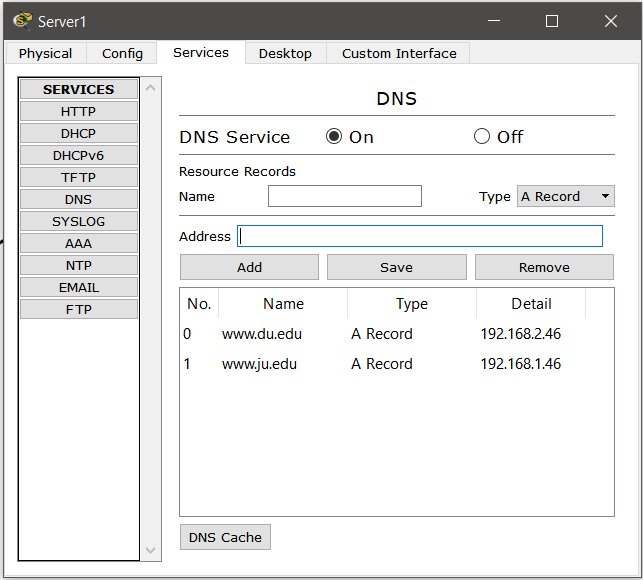 Server1
Physical Config Services Desktop Custom Interface
SERVICES
HTTP
DHCP
DHCPv6
TFTP
DNS
SYSLOG
AAA
NTP
EMAIL
FTP
DNS
DNS Service On Off
Resource Records
Name Type A Record
Address
Add Save Remove
No. Name Type Detail
0 www.du.edu A Record 192.168.2.46
1 www.ju.edu A Record 192.168.1.46
DNS Cache